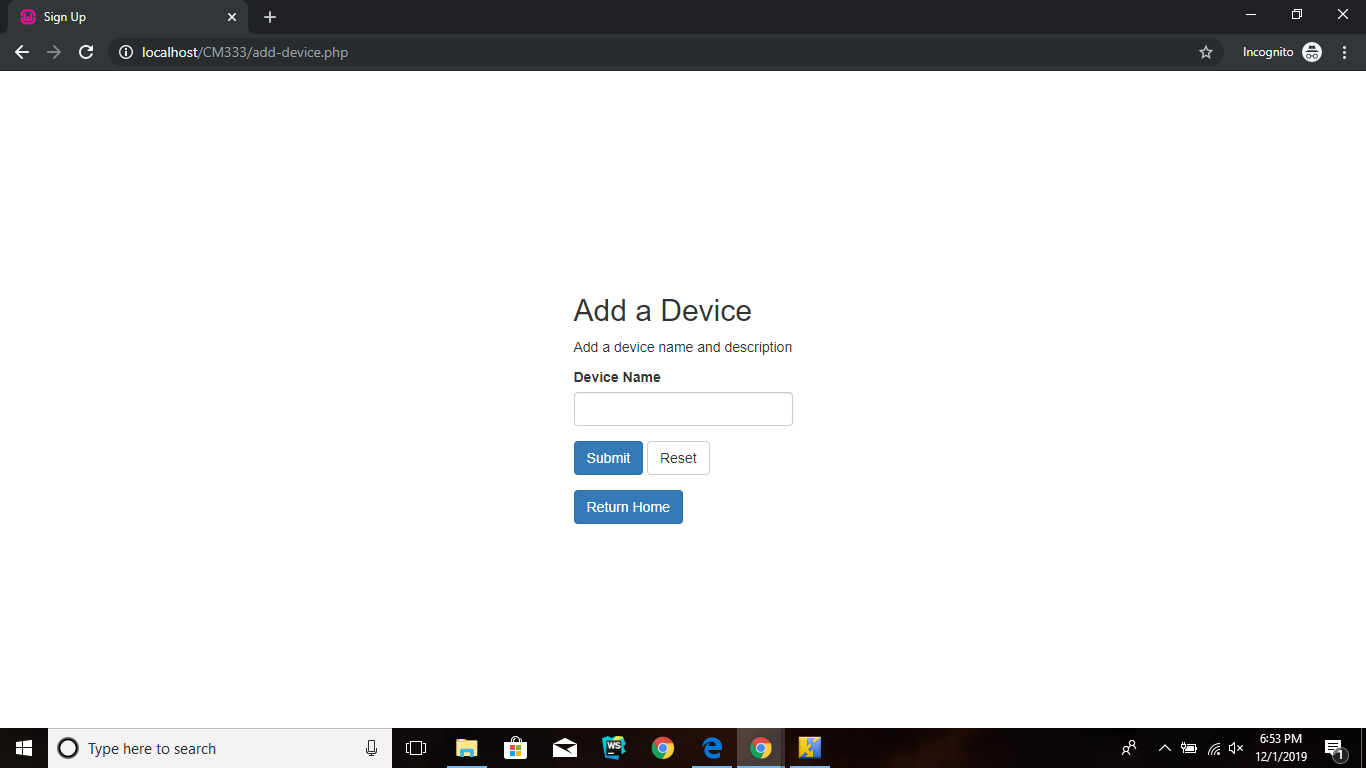 Sign Up
localhost/CM333/add-device.php
Incognito
Add a Device
Add a device name and description
Device Name
Submit Reset
Return Home
Type here to search
WS
6:53 PM
12/1/2019
1